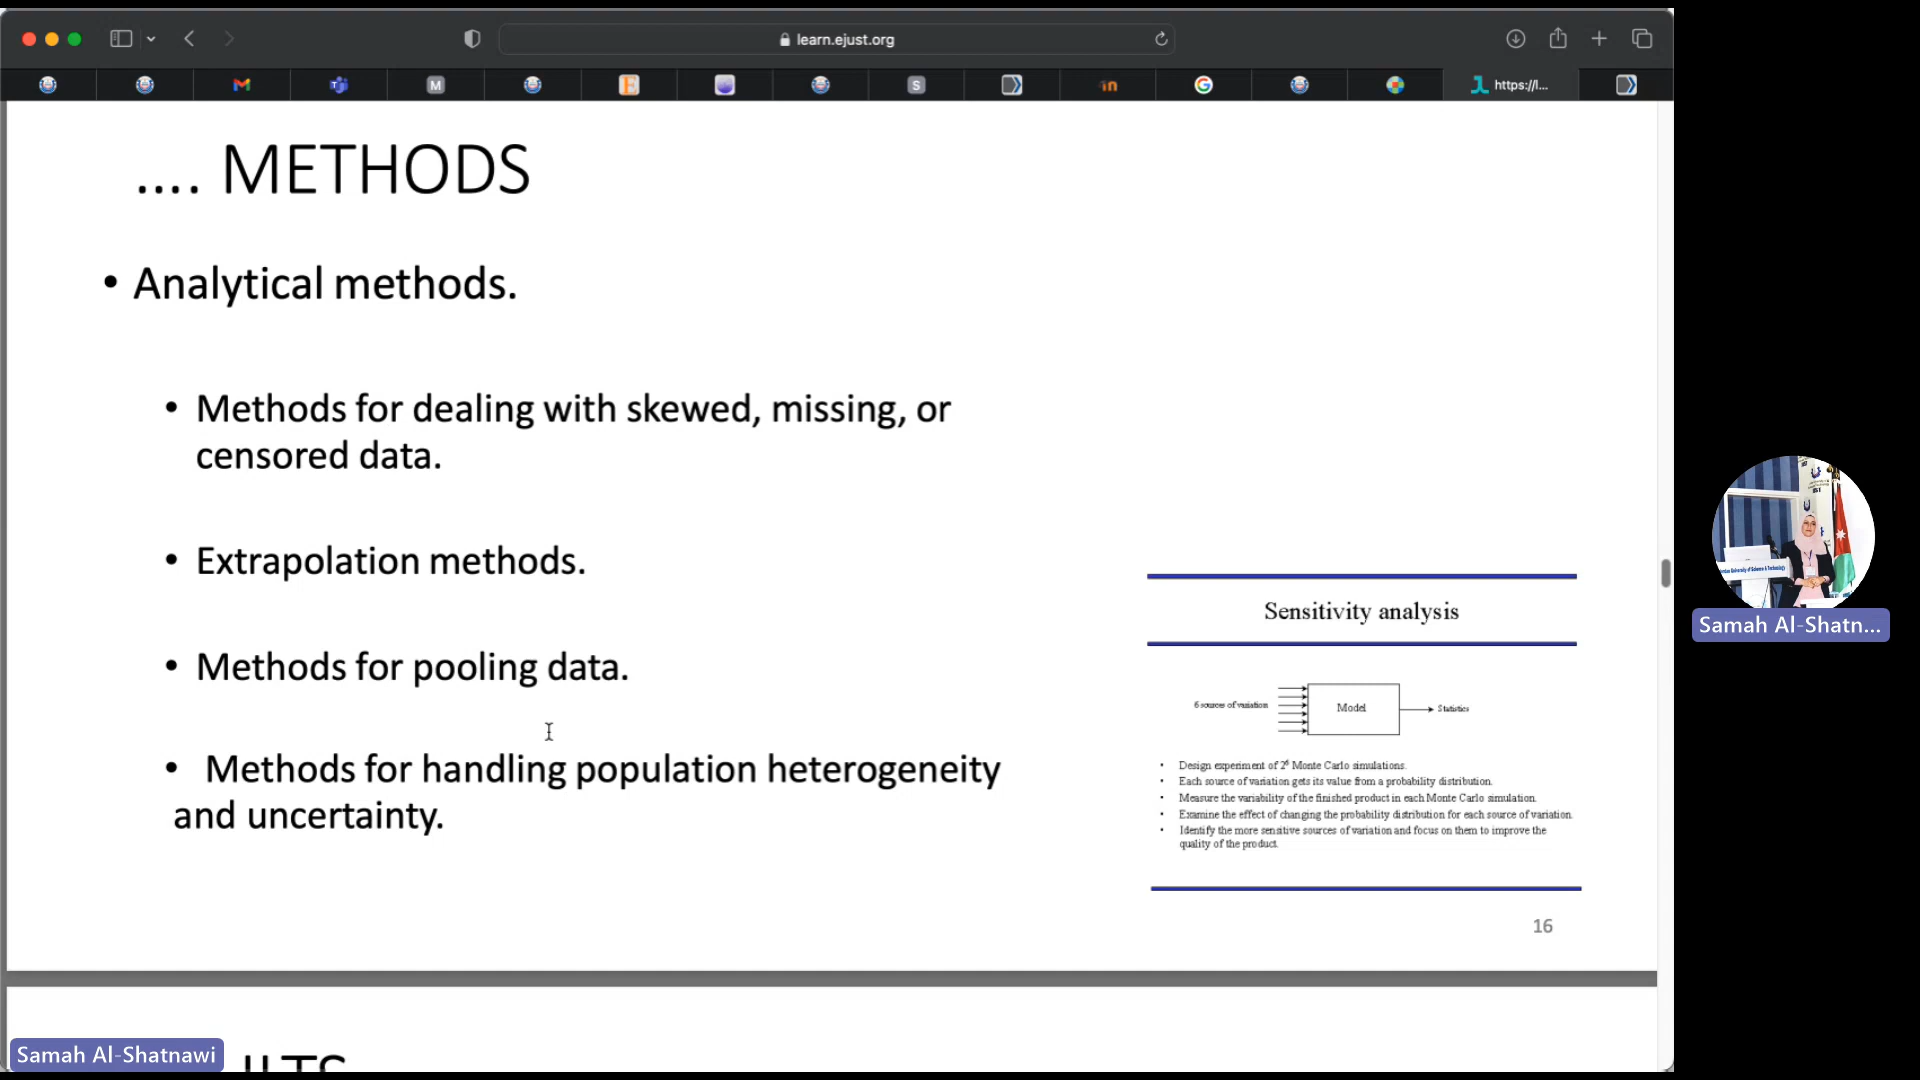 learn.ejust.org
M
S
in
https://l...
.... METHODS
• Analytical methods.
• Methods for dealing with skewed, missing, or
censored data.
• Extrapolation methods.
• Methods for pooling data.
• Methods for handling population heterogeneity
and uncertainty.
Sensitivity analysis
6 sources of variation
Model
Statistics
• Design experiment of 2⁶ Monte Carlo simulations.
• Each source of variation gets its value from a probability distribution.
• Measure the variability of the finished product in each Monte Carlo simulation.
• Examine the effect of changing the probability distribution for each source of variation.
• Identify the more sensitive sources of variation and focus on them to improve the
quality of the product.
16
Samah Al-Shatn...
Samah Al-Shatnawi